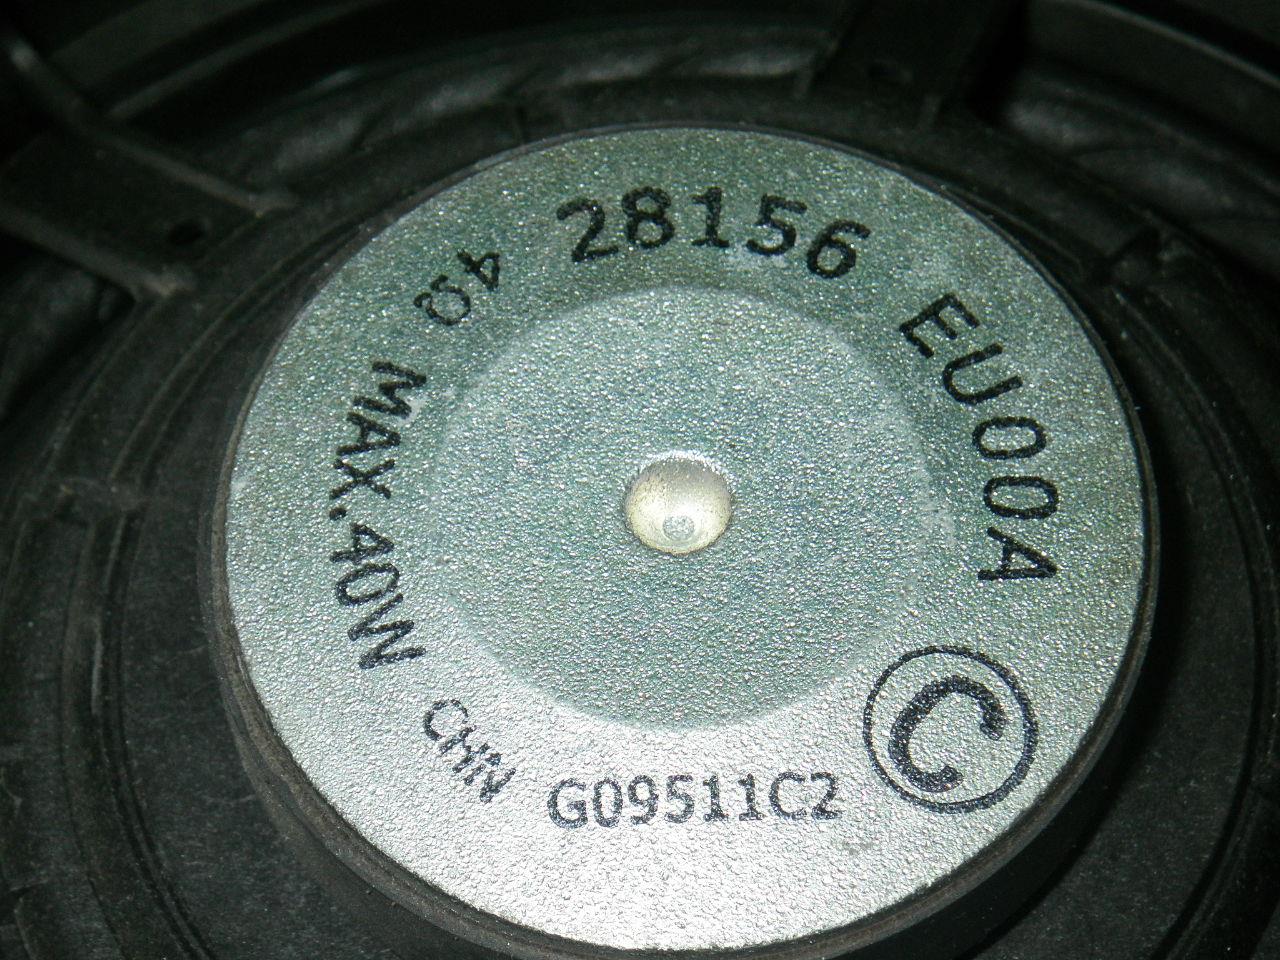 28156 EU00A
4Ω MAX.40W
CHN
G09511C2
C